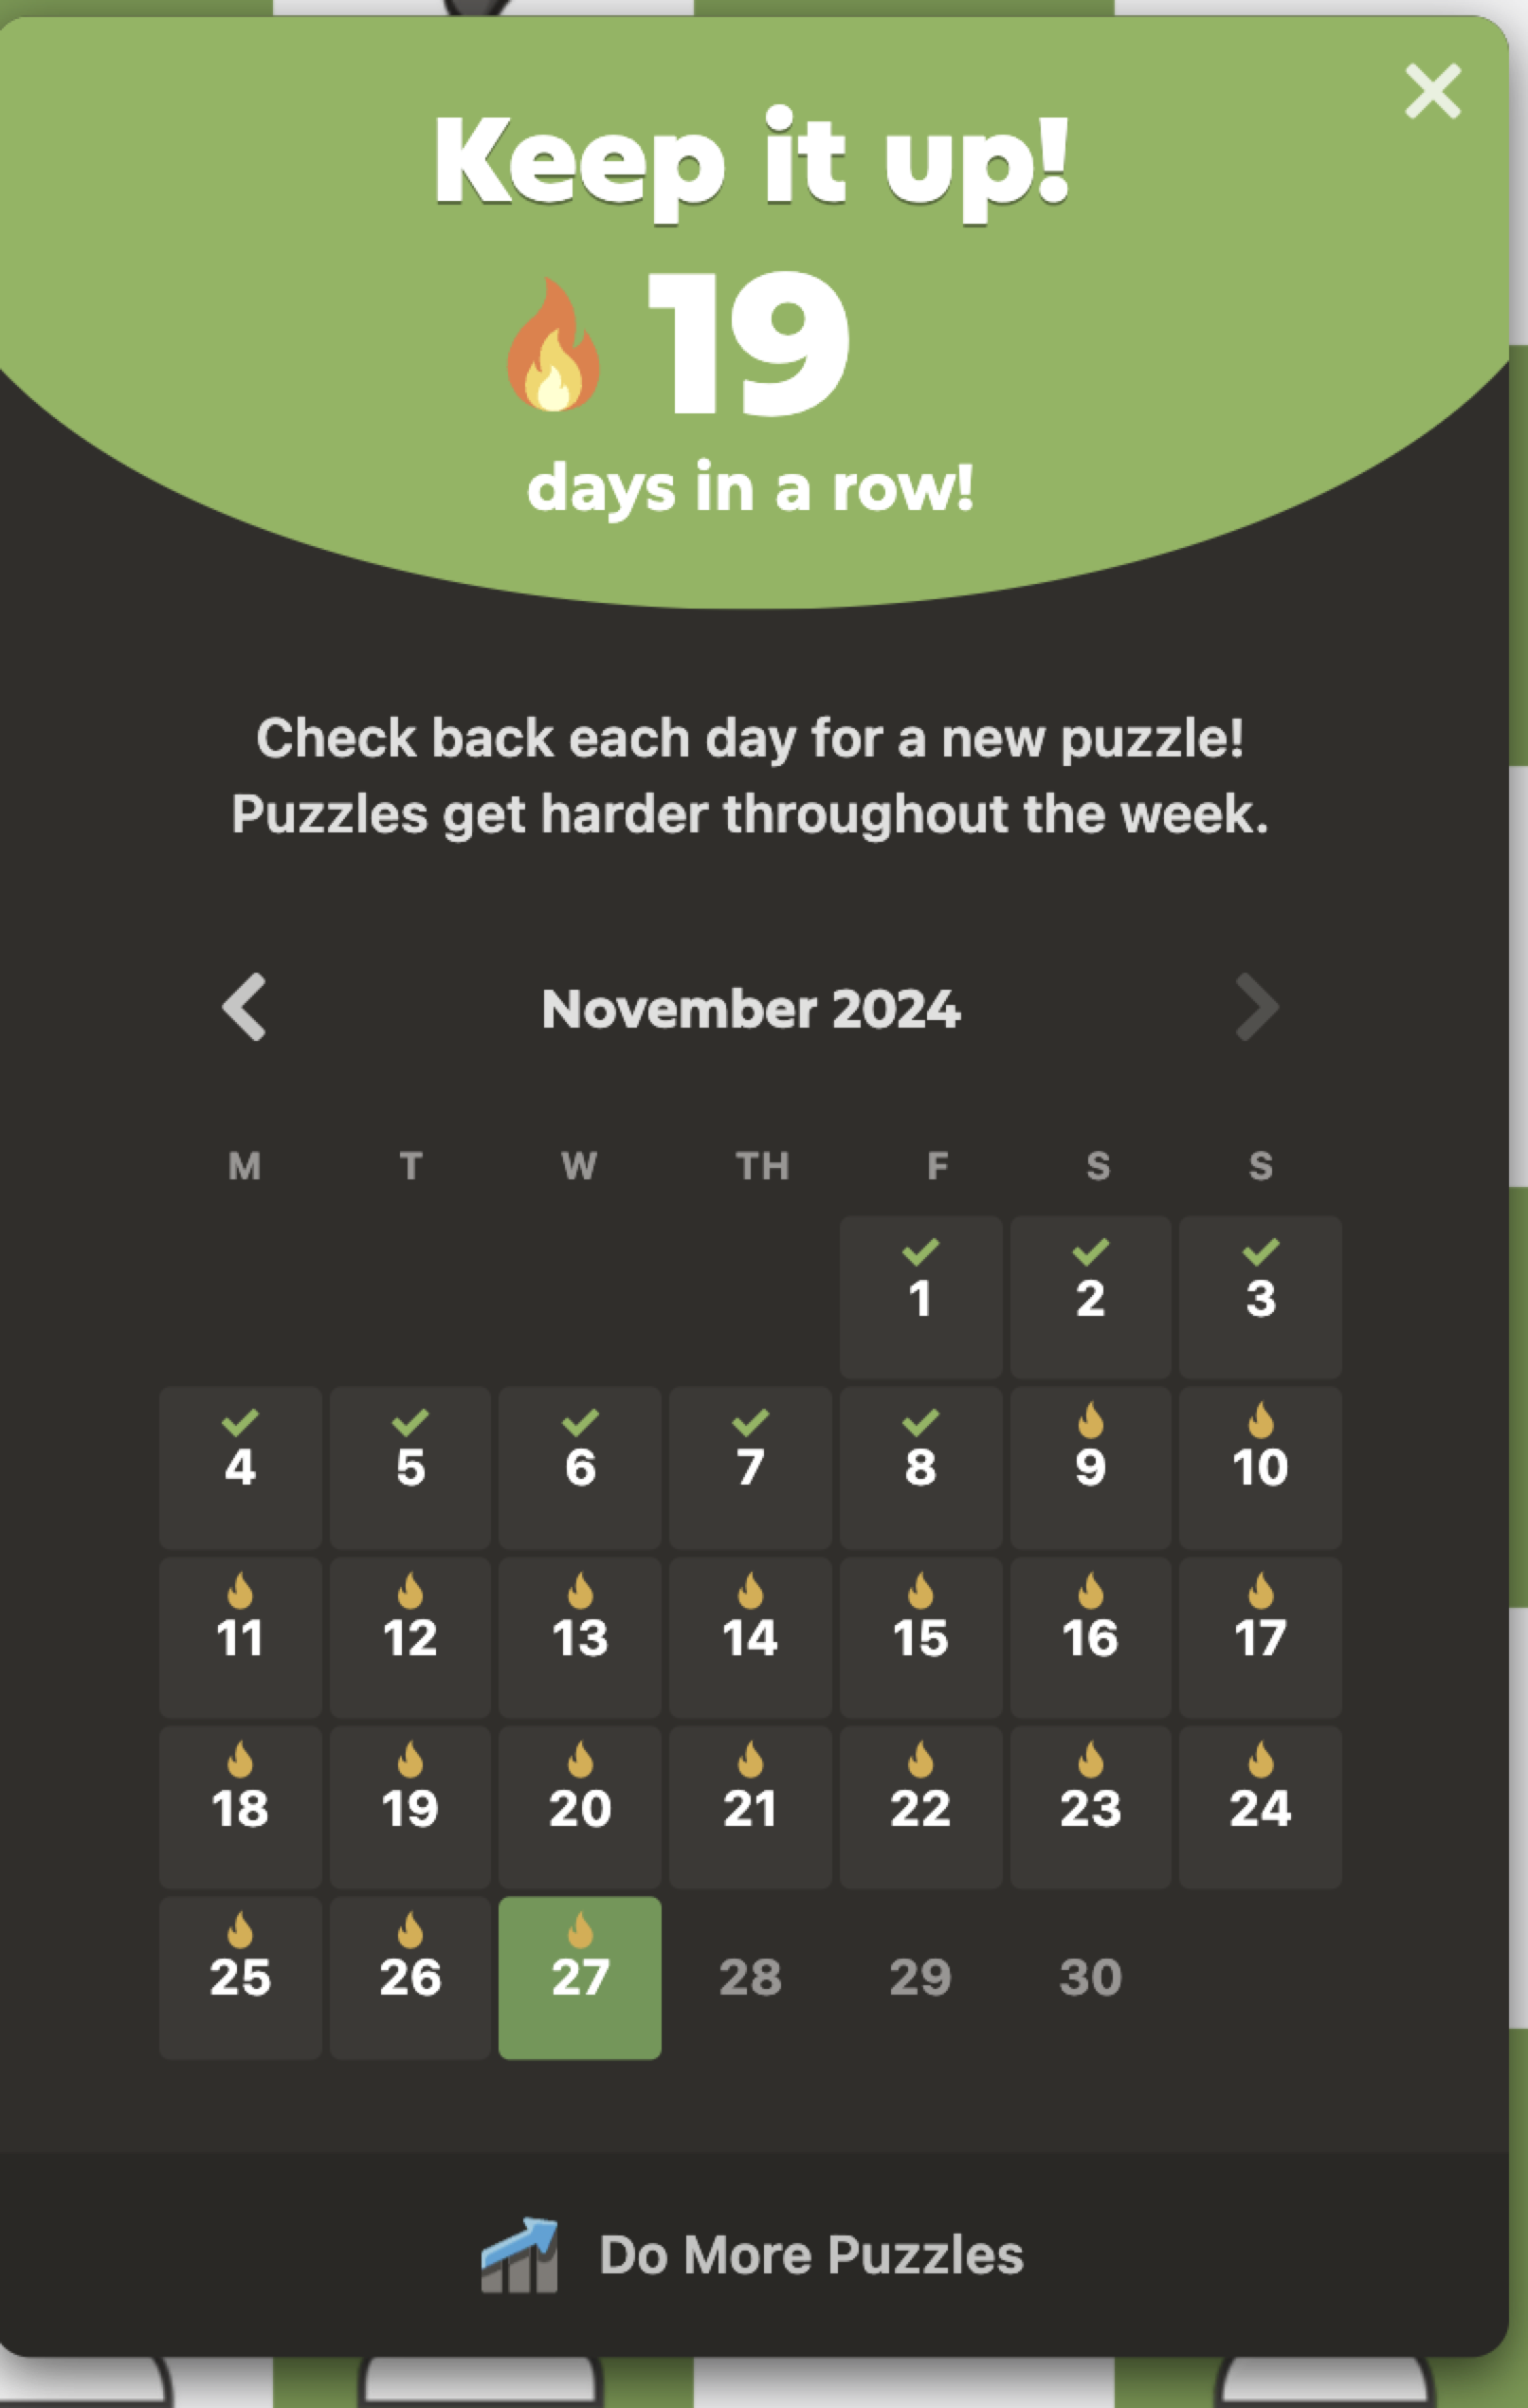 Keep it up!
19
days in a row!
Check back each day for a new puzzle!
Puzzles get harder throughout the week.
November 2024
M T W TH F S S
1 2 3
4 5 6 7 8 9 10
11 12 13 14 15 16 17
18 19 20 21 22 23 24
25 26 27 28 29 30
Do More Puzzles